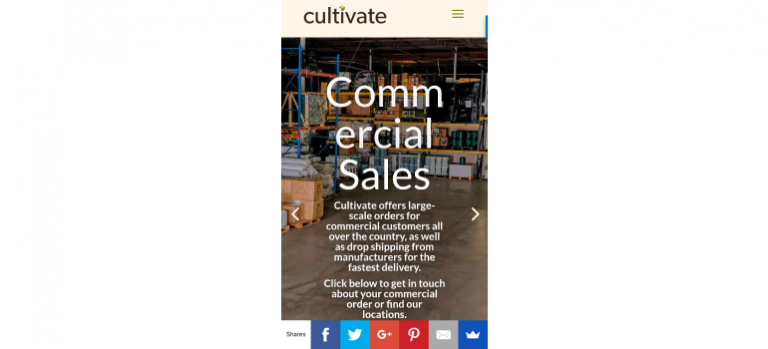 cultivate
Comm
ercial
Sales
Cultivate offers large-
scale orders for
commercial customers all
over the country, as well
as drop shipping from
manufacturers for the
fastest delivery.
Click below to get in touch
about your commercial
order or find our
locations.
Shares
G+